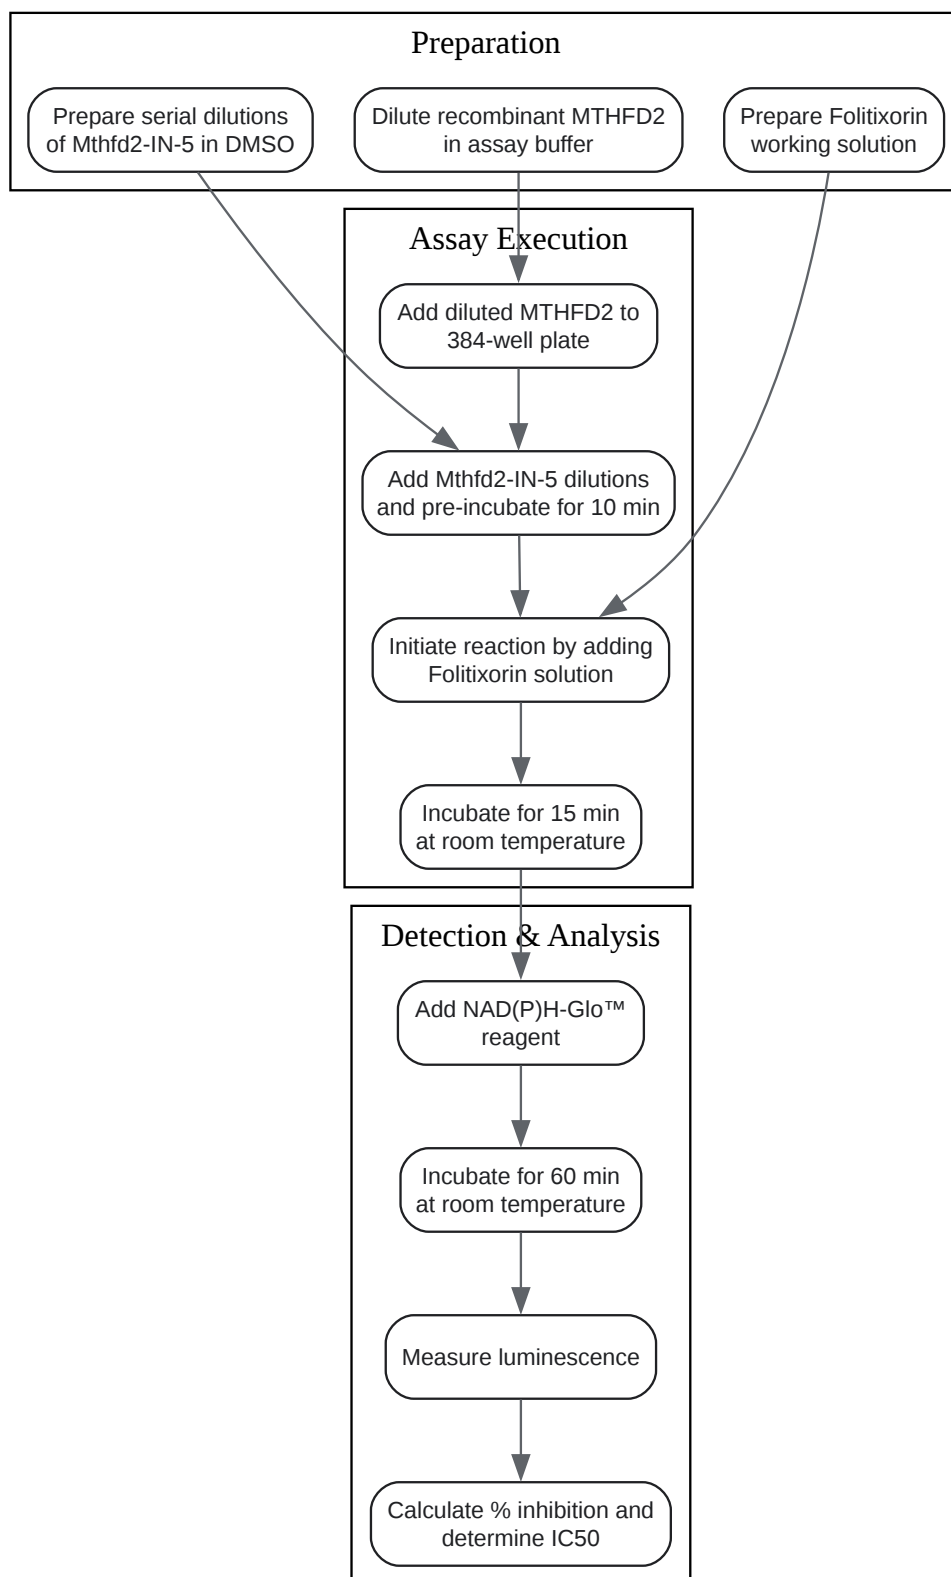 Preparation
Prepare serial dilutions
of Mthfd2-IN-5 in DMSO
Dilute recombinant MTHFD2
in assay buffer
Prepare Folitixorin
working solution
Assay Execution
Add diluted MTHFD2 to
384-well plate
Add Mthfd2-IN-5 dilutions
and pre-incubate for 10 min
Initiate reaction by adding
Folitixorin solution
Incubate for 15 min
at room temperature
Detection & Analysis
Add NAD(P)H-Glo™
reagent
Incubate for 60 min
at room temperature
Measure luminescence
Calculate % inhibition and
determine IC50